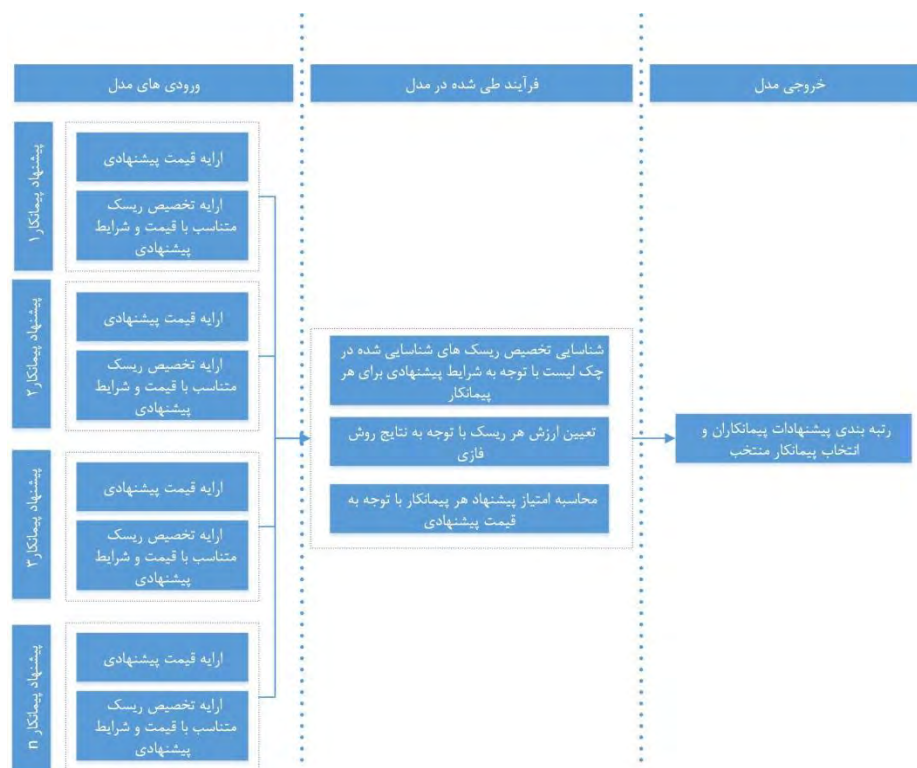 ورودی های مدل
فرآیند طی شده در مدل
خروجی مدل
پیشنهاد پیمانکار ۱
ارایه قیمت پیشنهادی
ارایه تخصیص ریسک
متناسب با قیمت و شرایط
پیشنهادی
پیشنهاد پیمانکار ۲
ارایه قیمت پیشنهادی
ارایه تخصیص ریسک
متناسب با قیمت و شرایط
پیشنهادی
پیشنهاد پیمانکار ۳
ارایه قیمت پیشنهادی
ارایه تخصیص ریسک
متناسب با قیمت و شرایط
پیشنهادی
پیشنهاد پیمانکار n
ارایه قیمت پیشنهادی
ارایه تخصیص ریسک
متناسب با قیمت و شرایط
پیشنهادی
شناسایی تخصیص ریسک های شناسایی شده در
چک لیست با توجه به شرایط پیشنهادی برای هر
پیمانکار
تعیین ارزش هر ریسک با توجه به نتایج روش
فازی
محاسبه امتیاز پیشنهاد هر پیمانکار با توجه به
قیمت پیشنهادی
رتبه بندی پیشنهادات پیمانکاران و
انتخاب پیمانکار منتخب